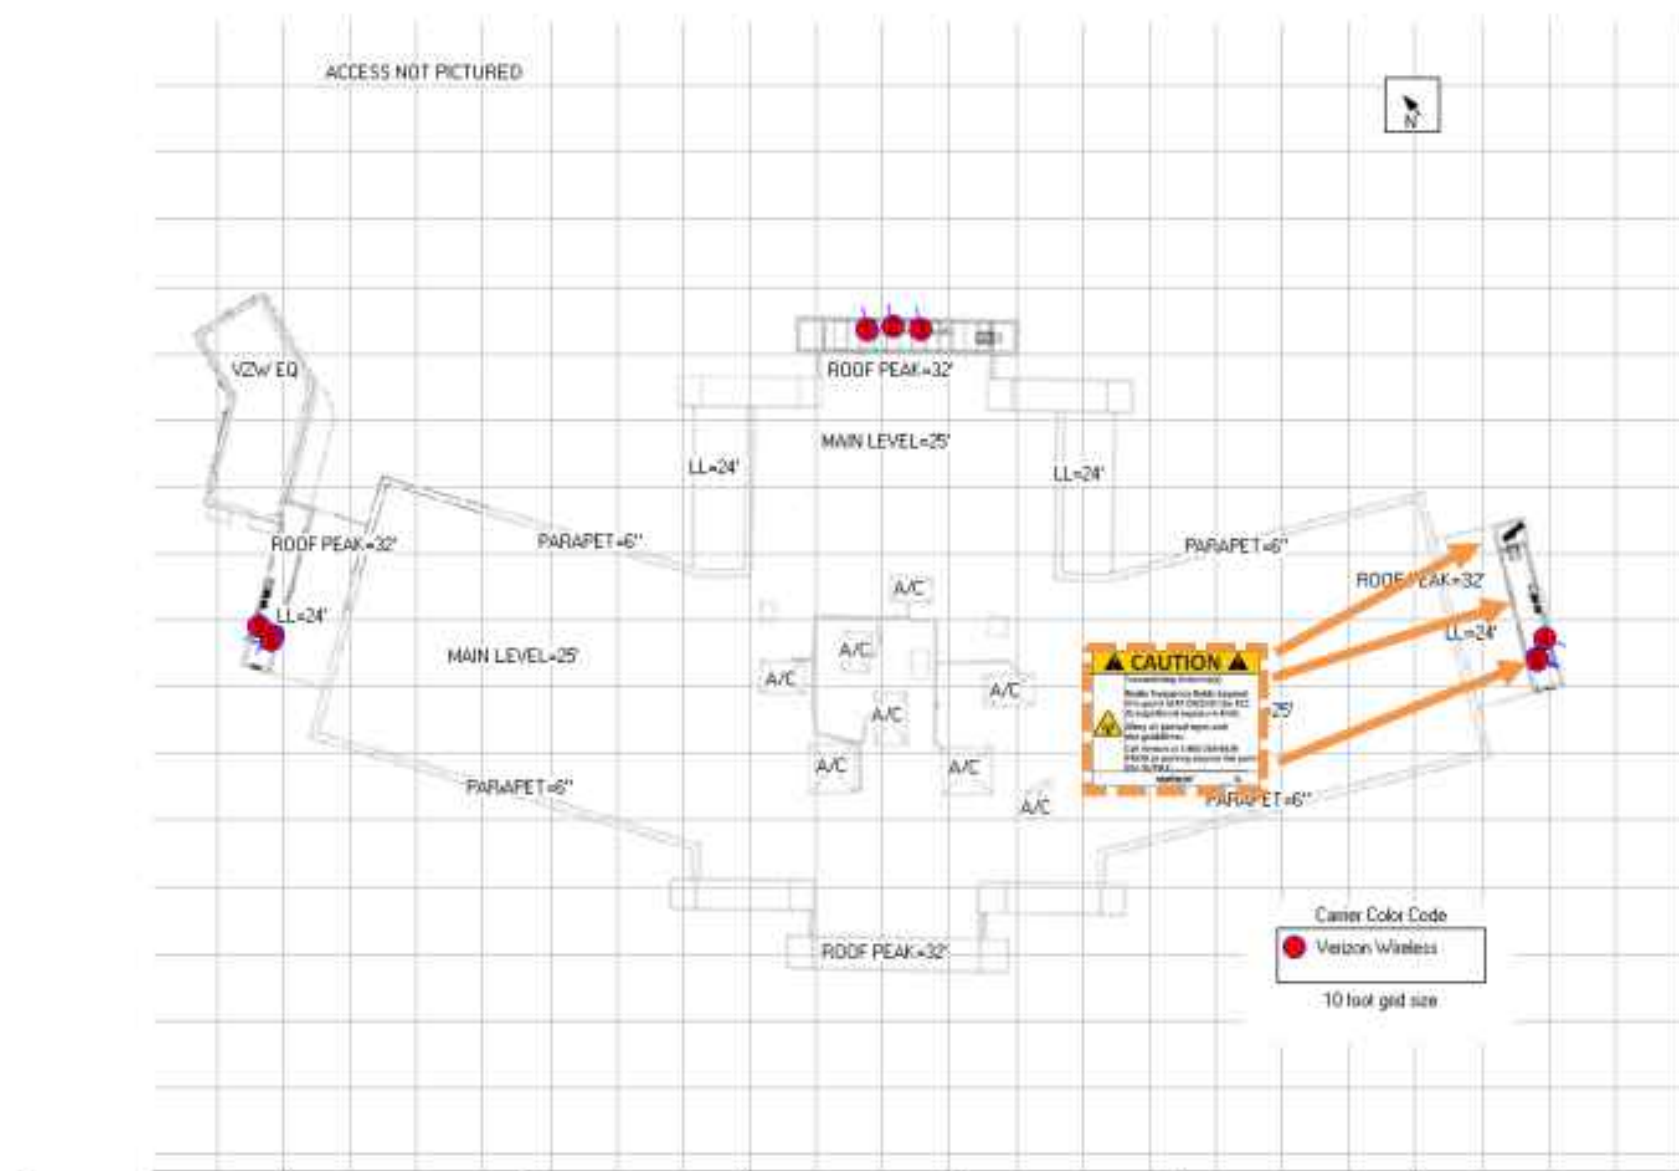 ACCESS NOT PICTURED
N
VZW EQ
ROOF PEAK=32'
MAIN LEVEL=25'
LL=24'
LL=24'
ROOF PEAK=32'
PARAPET=6"
PARAPET=6"
ROOF PEAK=32'
A/C
LL=24'
LL=24'
MAIN LEVEL=25'
A/C
A/C
A/C
A/C
CAUTION
25'
A/C
A/C
PARAPET=6"
A/C
PARAPET=6"
ROOF PEAK=32'
Carrier Color Code
Verizon Wireless
10 foot grid size